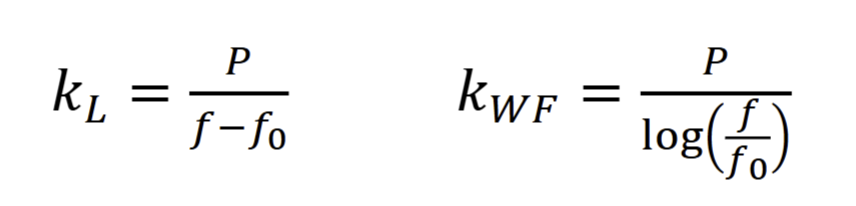 k_L = P / (f − f_0)
k_WF = P / log(f / f_0)